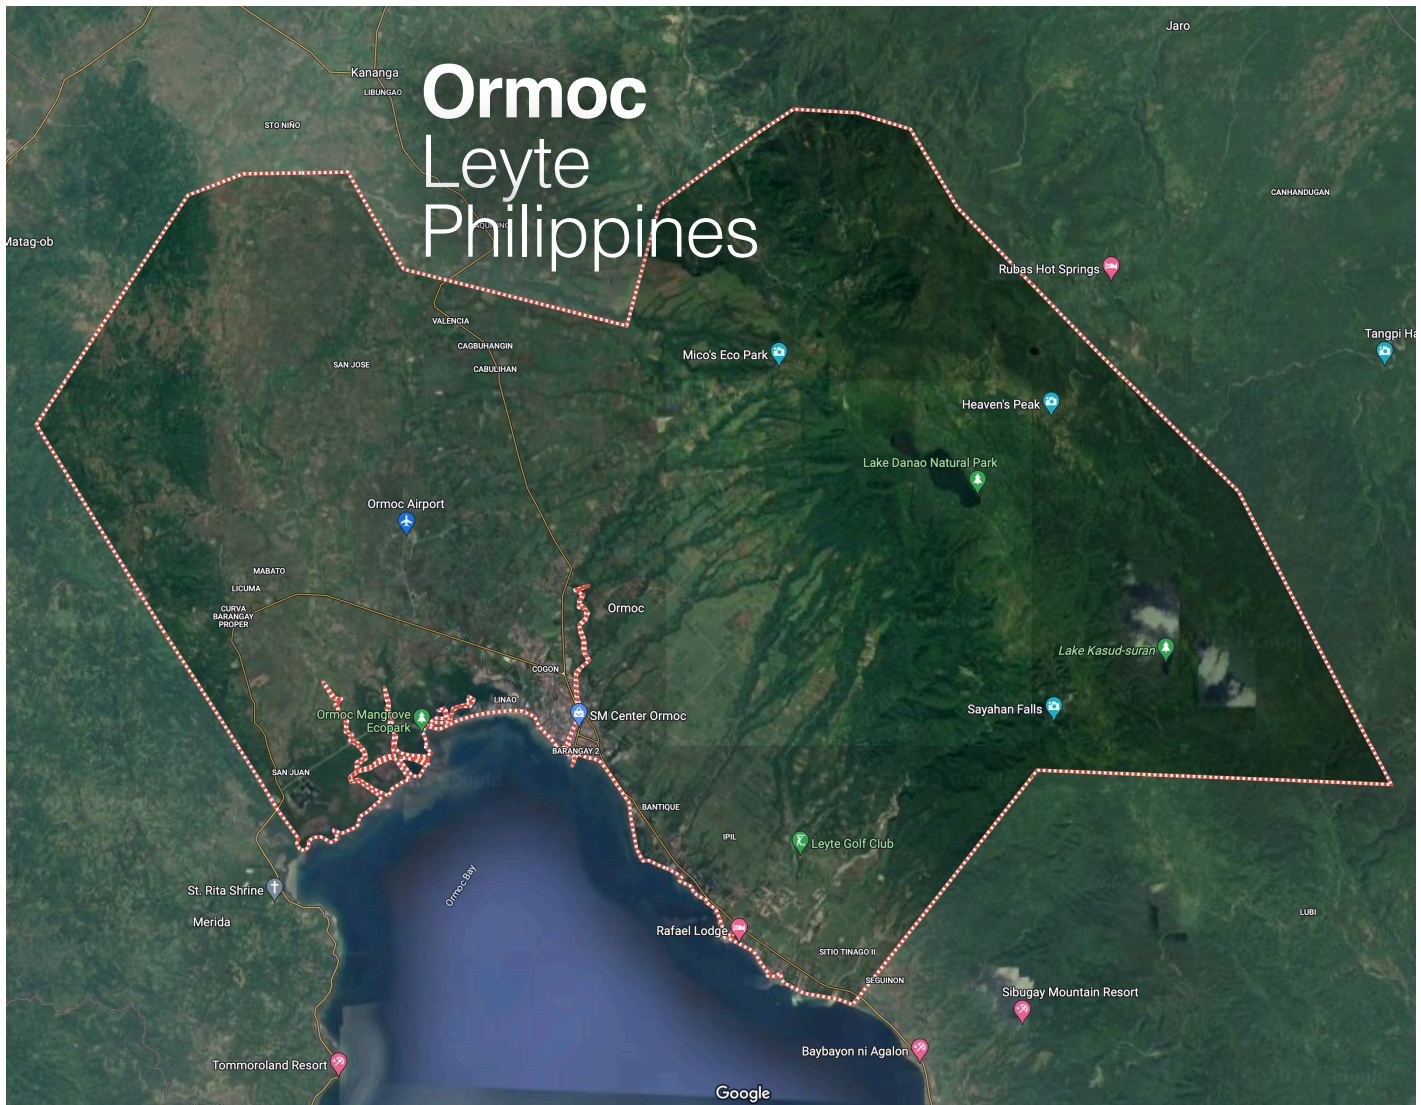 Jaro
Kananga
LIBUNGAO
Ormoc
Leyte
Philippines
STO NIÑO
CANHANDUGAN
Matag-ob
Rubas Hot Springs
VALENCIA
Tangpi Ha
CAGBUHANGIN
Mico's Eco Park
SAN JOSE
CABULIHAN
Heaven's Peak
Lake Danao Natural Park
Ormoc Airport
MABATO
LICUMA
CURVA
BARANGAY
PROPER
Ormoc
Lake Kasud-suran
COGON
LINAO
Sayahan Falls
Ormoc Mangrove
Ecopark
SM Center Ormoc
BARANGAY 2
SAN JUAN
BANTIQUE
IPIL
Leyte Golf Club
Ormoc Bay
St. Rita Shrine
Merida
LUBI
Rafael Lodge
SITIO TINAGO II
SEGUINON
Sibugay Mountain Resort
Baybayon ni Agalon
Tommoroland Resort
Google